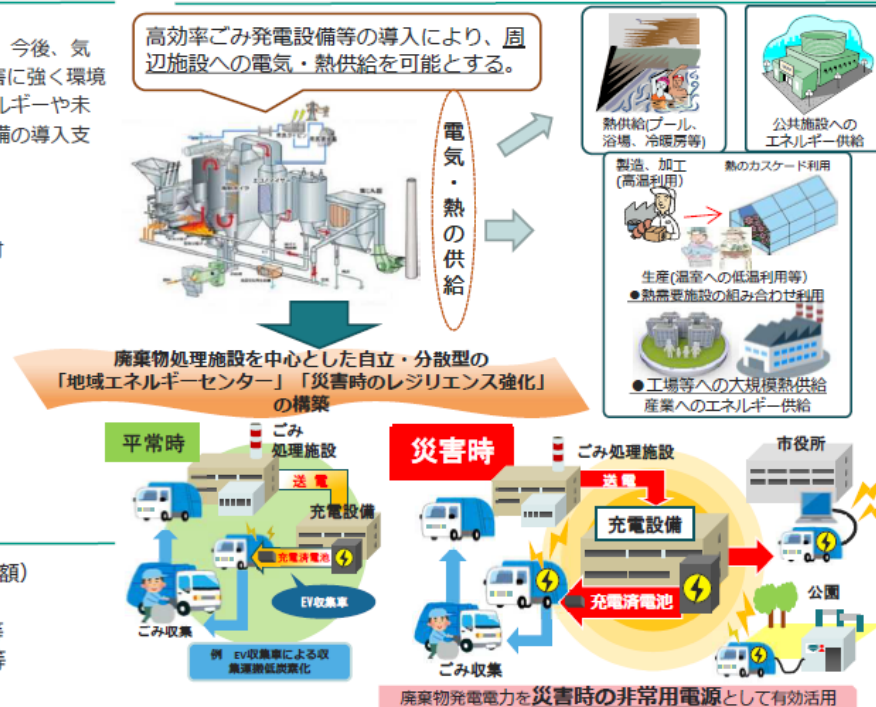 今後、気
害に強く環境
ルギーや未
備の導入支
額）
高効率ごみ発電設備等の導入により、周
辺施設への電気・熱供給を可能とする。
電気・熱の供給
熱供給(プール、
浴場、冷暖房等)
公共施設への
エネルギー供給
製造、加工
(高温利用）
熱のカスケード利用
生産(温室への低温利用等）
●熱需要施設の組み合わせ利用
●工場等への大規模熱供給
産業へのエネルギー供給
廃棄物処理施設を中心とした自立・分散型の
「地域エネルギーセンター」「災害時のレジリエンス強化」
の構築
平常時
ごみ
処理施設
送電
充電設備
充電済電池
EV収集車
ごみ収集
例　EV収集車による収
集運搬低炭素化
災害時
ごみ処理施設
送電
充電設備
充電済電池
ごみ収集
市役所
公園
廃棄物発電電力を災害時の非常用電源として有効活用